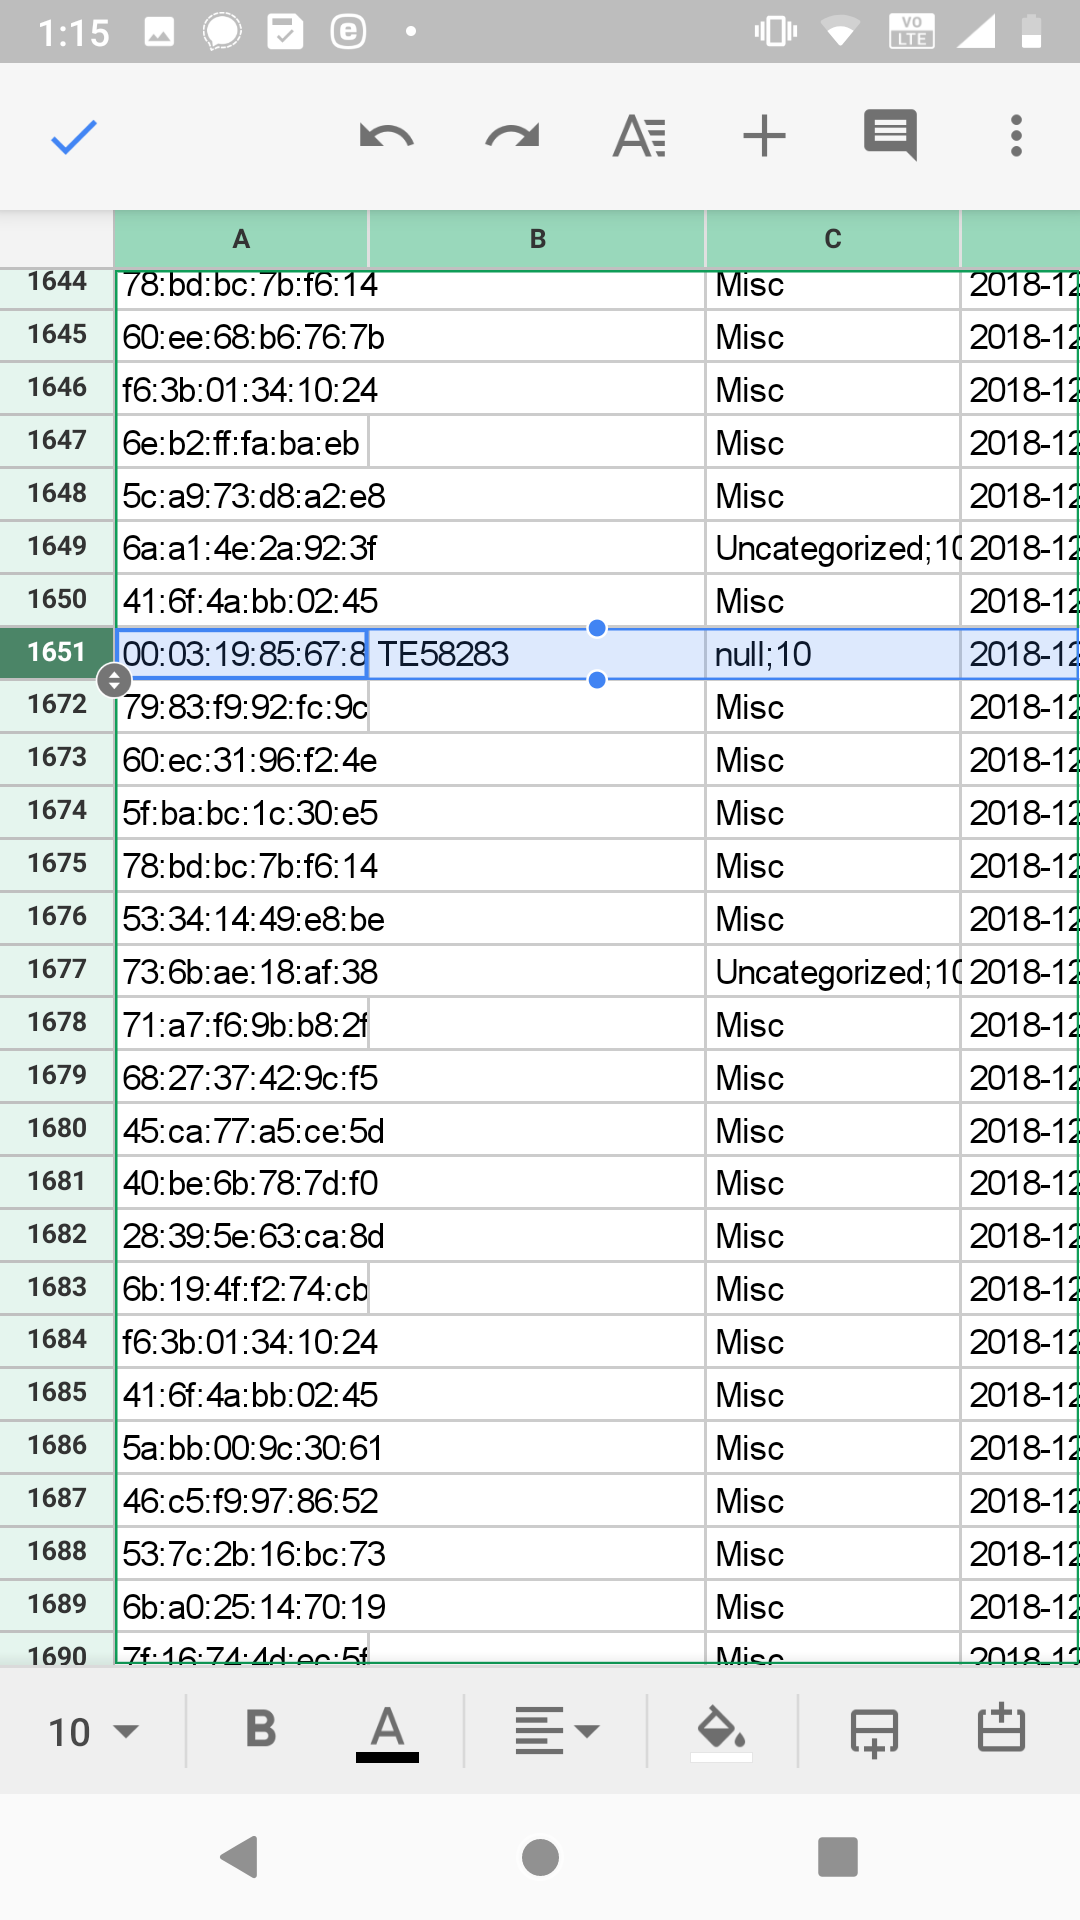 1:15 VO LTE
A B C
1644 78:bd:bc:7b:f6:14 Misc 2018-12
1645 60:ee:68:b6:76:7b Misc 2018-12
1646 f6:3b:01:34:10:24 Misc 2018-12
1647 6e:b2:ff:fa:ba:eb Misc 2018-12
1648 5c:a9:73:d8:a2:e8 Misc 2018-12
1649 6a:a1:4e:2a:92:3f Uncategorized;10 2018-12
1650 41:6f:4a:bb:02:45 Misc 2018-12
1651 00:03:19:85:67:8 TE58283 null;10 2018-12
1672 79:83:f9:92:fc:9c Misc 2018-12
1673 60:ec:31:96:f2:4e Misc 2018-12
1674 5f:ba:bc:1c:30:e5 Misc 2018-12
1675 78:bd:bc:7b:f6:14 Misc 2018-12
1676 53:34:14:49:e8:be Misc 2018-12
1677 73:6b:ae:18:af:38 Uncategorized;10 2018-12
1678 71:a7:f6:9b:b8:2f Misc 2018-12
1679 68:27:37:42:9c:f5 Misc 2018-12
1680 45:ca:77:a5:ce:5d Misc 2018-12
1681 40:be:6b:78:7d:f0 Misc 2018-12
1682 28:39:5e:63:ca:8d Misc 2018-12
1683 6b:19:4f:f2:74:cb Misc 2018-12
1684 f6:3b:01:34:10:24 Misc 2018-12
1685 41:6f:4a:bb:02:45 Misc 2018-12
1686 5a:bb:00:9c:30:61 Misc 2018-12
1687 46:c5:f9:97:86:52 Misc 2018-12
1688 53:7c:2b:16:bc:73 Misc 2018-12
1689 6b:a0:25:14:70:19 Misc 2018-12
1690 7f:16:74:4d:ec:5f Misc 2018-12
10 B A